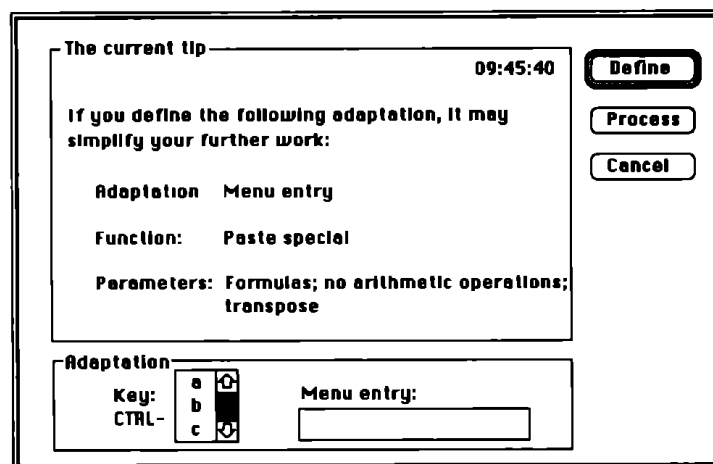 The current tip
09:45:40
If you define the following adaptation, it may
simplify your further work:
Adaptation Menu entry
Function: Paste special
Parameters: Formulas; no arithmetic operations;
transpose
Define
Process
Cancel
Adaptation
Key:
CTRL-
a
b
c
Menu entry: